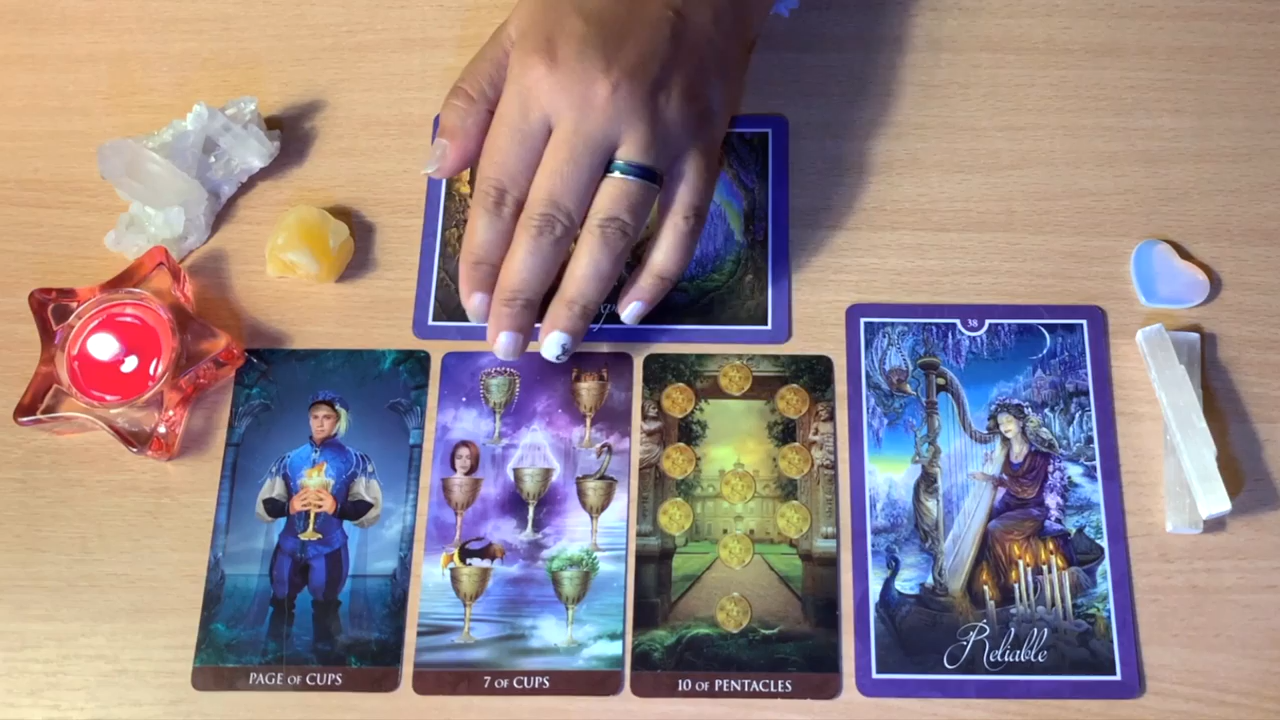 38
Reliable
PAGE OF CUPS
7 OF CUPS
10 OF PENTACLES